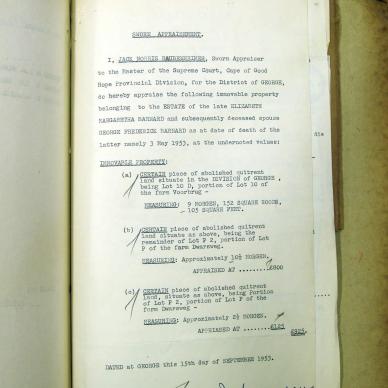 SWORN APPRAISEMENT.
I, JACK NORRIS RAUBENHEIMER, Sworn Appraiser
to the Master of the Supreme Court, Cape of Good
Hope Provincial Division, for the District of GEORGE,
do hereby appraise the following immovable property
belonging to the ESTATE of the late ELIZABETH
MARGARETHA BARNARD and subsequently deceased spouse
GEORGE FREDERICK BARNARD as at date of death of the
latter namely 3 May 1953, at the undernoted values:
IMMOVABLE PROPERTY:
(a) CERTAIN piece of abolished quitrent
land situate in the DIVISION of GEORGE,
being Lot 10 D, portion of Lot 10 of
the farm Voorbrug -
MEASURING: 9 MORGEN, 152 SQUARE ROODS,
103 SQUARE FEET.
(b) CERTAIN piece of abolished quitrent
land situate as above, being the
remainder of Lot P 2, portion of Lot
P of the farm Dwarsweg.
MEASURING: Approximately 10½ MORGEN.
APPRAISED AT ........£800
(c) CERTAIN piece of abolished quitrent
land, situate as above, being Portion
of Lot P 2, portion of Lot P of the
farm Dwarsweg -
MEASURING: Approximately 2½ MORGEN.
APPRAISED AT ........£125
£925.
DATED at GEORGE this 15th day of SEPTEMBER 1953.